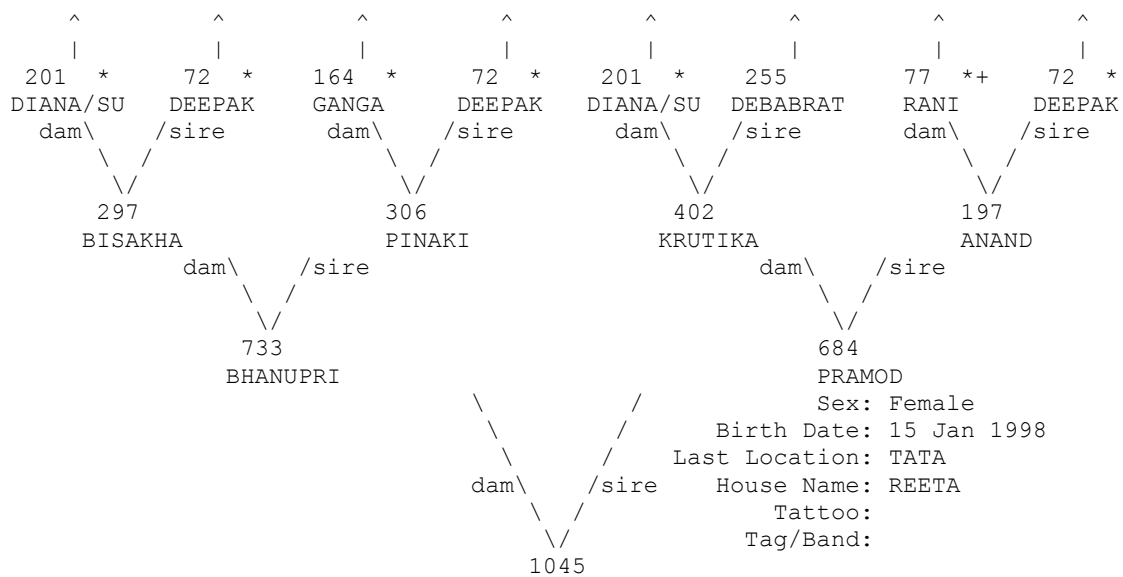 ^ ^ ^ ^ ^ ^ ^ ^
| | | | | | | |
201 * 72 * 164 * 72 * 201 * 255 77 *+ 72 *
DIANA/SU DEEPAK GANGA DEEPAK DIANA/SU DEBABRAT RANI DEEPAK
dam\ /sire dam\ /sire dam\ /sire dam\ /sire
\ / \ / \ / \ /
\/ \/ \/ \/
297 306 402 197
BISAKHA PINAKI KRUTIKA ANAND
dam\ /sire dam\ /sire
\ / \ /
\/ \/
733 684
BHANUPRI PRAMOD
\ / Sex: Female
\ / Birth Date: 15 Jan 1998
\ / Last Location: TATA
dam\ /sire House Name: REETA
\ / Tattoo:
\/ Tag/Band:
1045